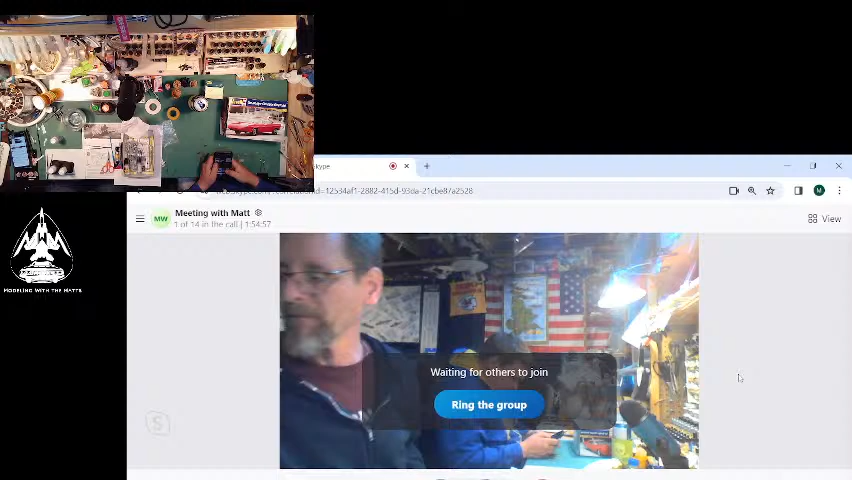 MW
Meeting with Matt
1 of 14 in the call | 1:54:57
View
Waiting for others to join
Ring the group
MODELING WITH THE MATTS